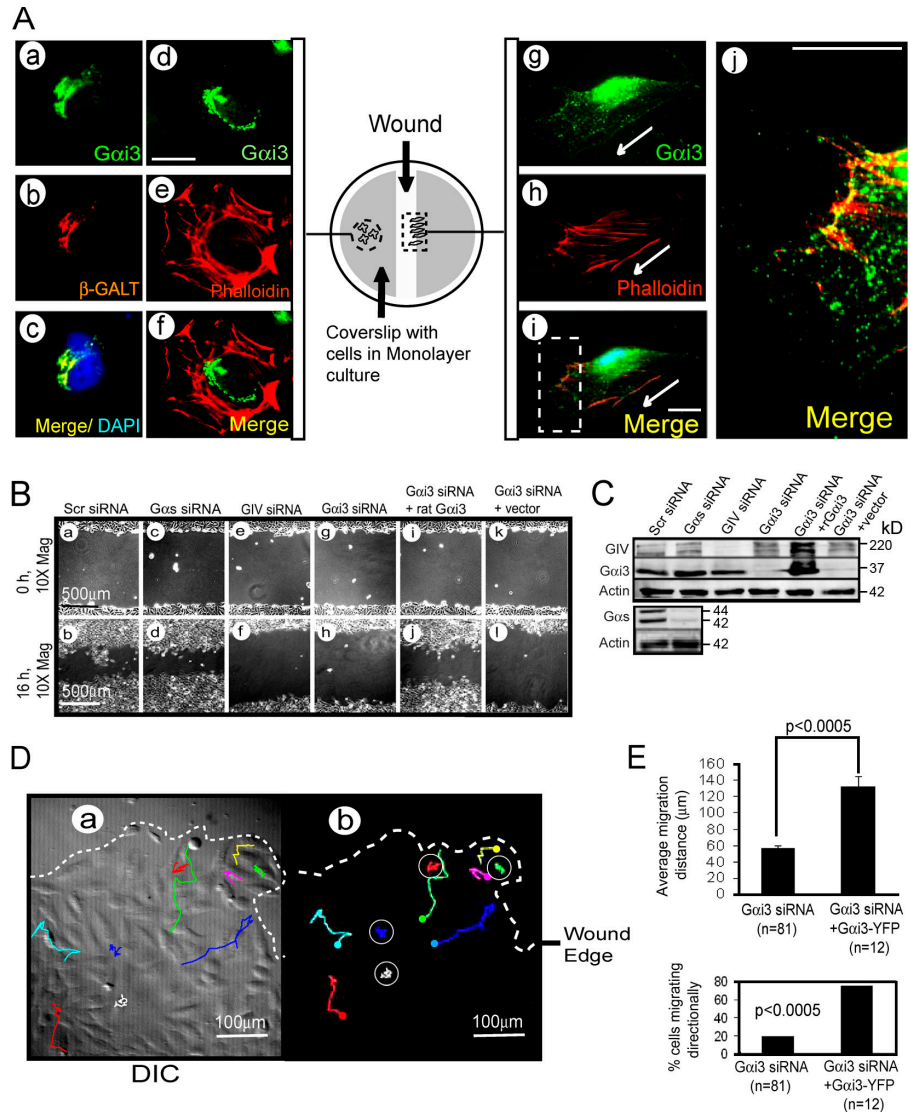 A
a
Gαi3
d
Gαi3
b
β-GALT
e
Phalloidin
c
Merge/ DAPI
f
Merge
Wound
Coverslip with
cells in Monolayer
culture
g
Gαi3
h
Phalloidin
i
Merge
j
Merge
B
Scr siRNA
Gαs siRNA
GIV siRNA
Gαi3 siRNA
Gαi3 siRNA
+ rat Gαi3
Gαi3 siRNA
+ vector
0 h,
10X Mag
a
c
e
g
i
k
500μm
16 h,
10X Mag
b
d
f
h
j
l
500μm
C
Scr siRNA
Gαs siRNA
GIV siRNA
Gαi3 siRNA
Gαi3 siRNA
+rGαi3
Gαi3 siRNA
+vector
kD
GIV
220
Gαi3
37
Actin
42
Gαs
44
42
Actin
42
D
a
100μm
DIC
b
100μm
Wound
Edge
E
p<0.0005
Average migration
distance (μm)
160
140
120
100
80
60
40
20
0
Gαi3 siRNA
(n=81)
Gαi3 siRNA
+Gαi3-YFP
(n=12)
% cells migrating
directionally
80
60
40
20
0
p<0.0005
Gαi3 siRNA
(n=81)
Gαi3 siRNA
+Gαi3-YFP
(n=12)